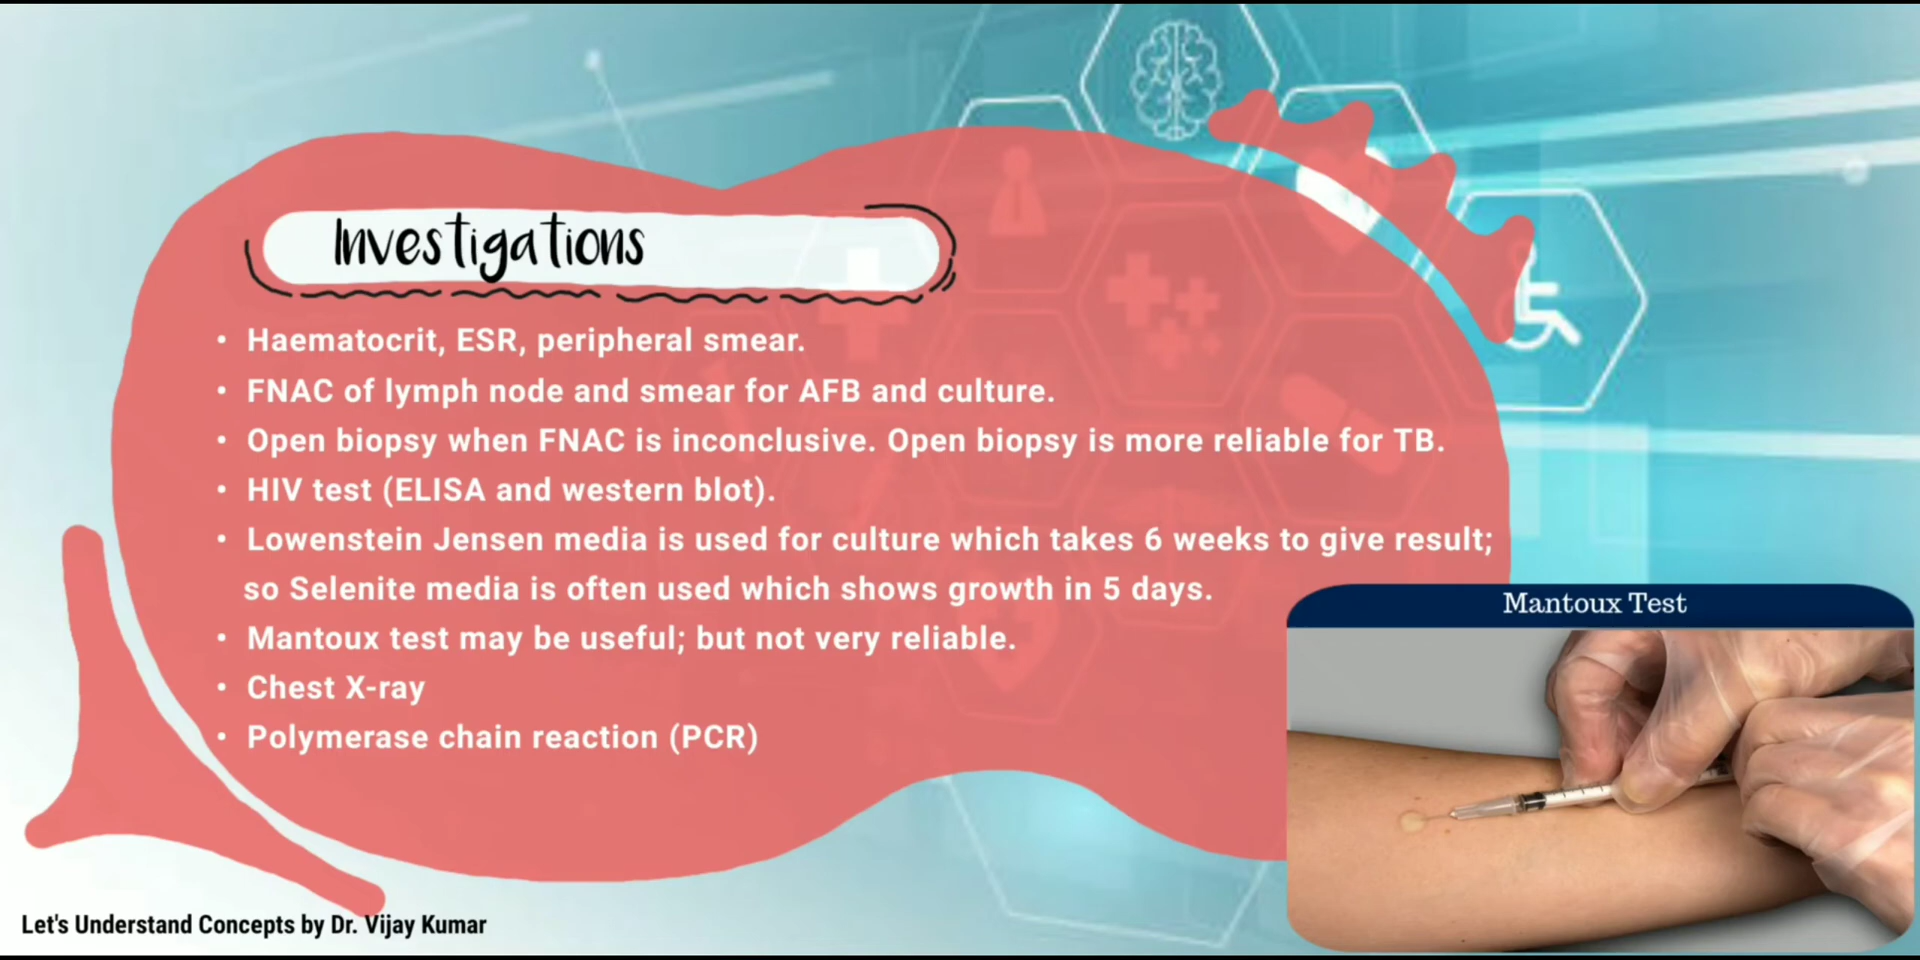 Investigations
• Haematocrit, ESR, peripheral smear.
• FNAC of lymph node and smear for AFB and culture.
• Open biopsy when FNAC is inconclusive. Open biopsy is more reliable for TB.
• HIV test (ELISA and western blot).
• Lowenstein Jensen media is used for culture which takes 6 weeks to give result;
so Selenite media is often used which shows growth in 5 days.
• Mantoux test may be useful; but not very reliable.
• Chest X-ray
• Polymerase chain reaction (PCR)
Mantoux Test
Let's Understand Concepts by Dr. Vijay Kumar